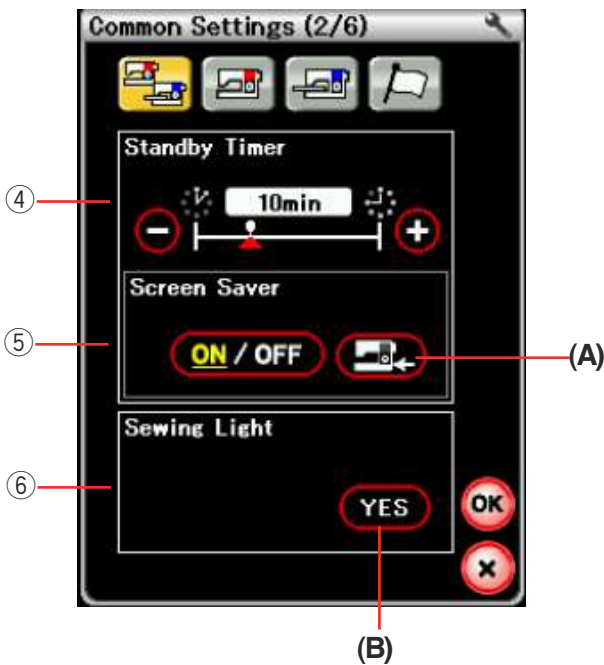 Common Settings (2/6)
Standby Timer
④
10min
− +
Screen Saver
⑤
ON / OFF
(A)
Sewing Light
⑥
YES
OK
×
(B)